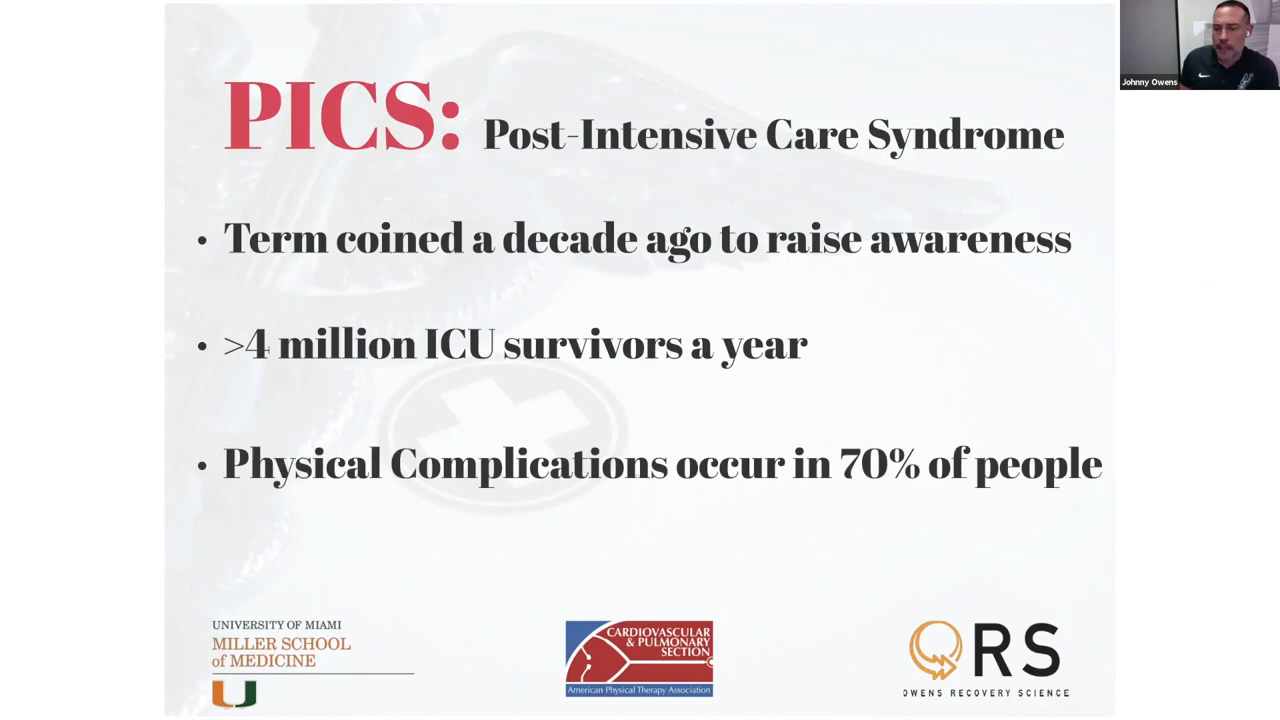 Johnny Owens
PICS: Post-Intensive Care Syndrome
• Term coined a decade ago to raise awareness
• >4 million ICU survivors a year
• Physical Complications occur in 70% of people
UNIVERSITY OF MIAMI
MILLER SCHOOL
of MEDICINE
U
CARDIOVASCULAR
& PULMONARY
SECTION
American Physical Therapy Association
ORS
OWENS RECOVERY SCIENCE